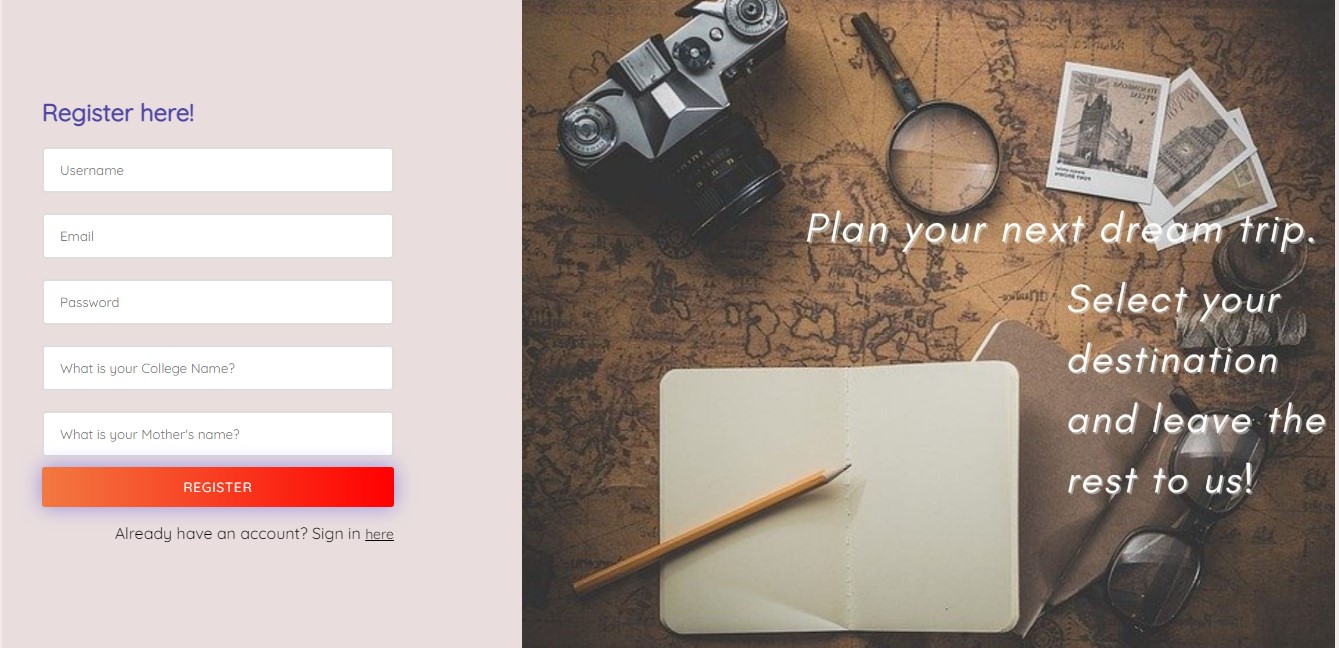 Register here!
Username
Email
Password
What is your College Name?
What is your Mother's name?
REGISTER
Already have an account? Sign in here
Plan your next dream trip.
Select your
destination
and leave the
rest to us!